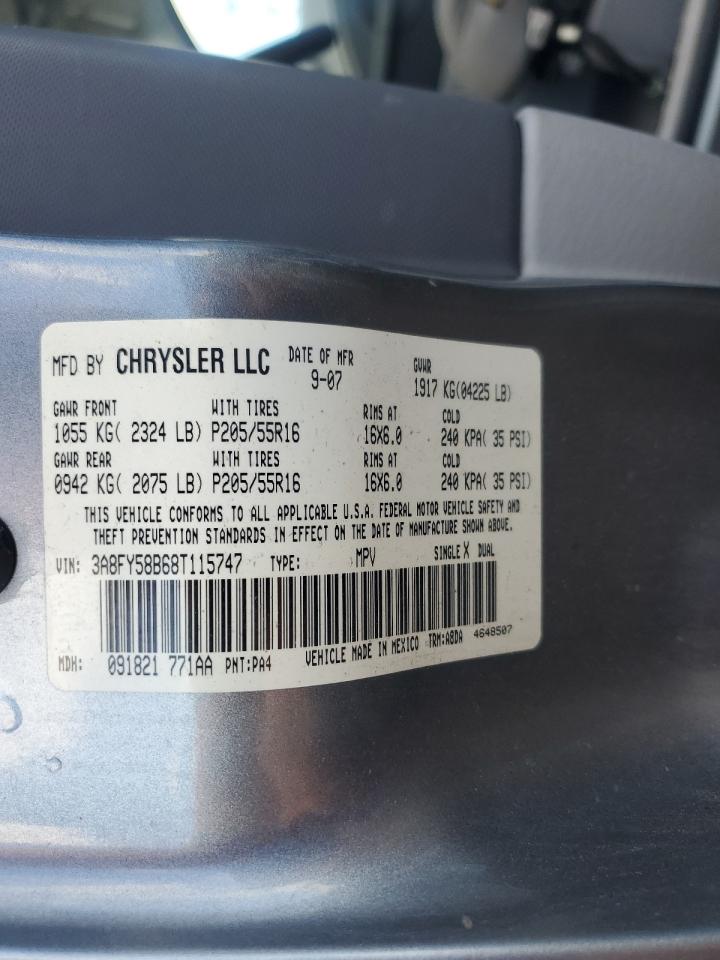 MFD BY CHRYSLER LLC DATE OF MFR GVWR
9-07 1917 KG(04225 LB)
GAWR FRONT WITH TIRES RIMS AT COLD
1055 KG( 2324 LB) P205/55R16 16X6.0 240 KPA( 35 PSI)
GAWR REAR WITH TIRES RIMS AT COLD
0942 KG( 2075 LB) P205/55R16 16X6.0 240 KPA( 35 PSI)
THIS VEHICLE CONFORMS TO ALL APPLICABLE U.S.A. FEDERAL MOTOR VEHICLE SAFETY AND
THEFT PREVENTION STANDARDS IN EFFECT ON THE DATE OF MANUFACTURE SHOWN ABOVE.
VIN: 3A8FY58B68T115747 TYPE: MPV SINGLE X DUAL
MDH: 091821 771AA PNT:PA4 VEHICLE MADE IN MEXICO TRM:A8DA 4648507